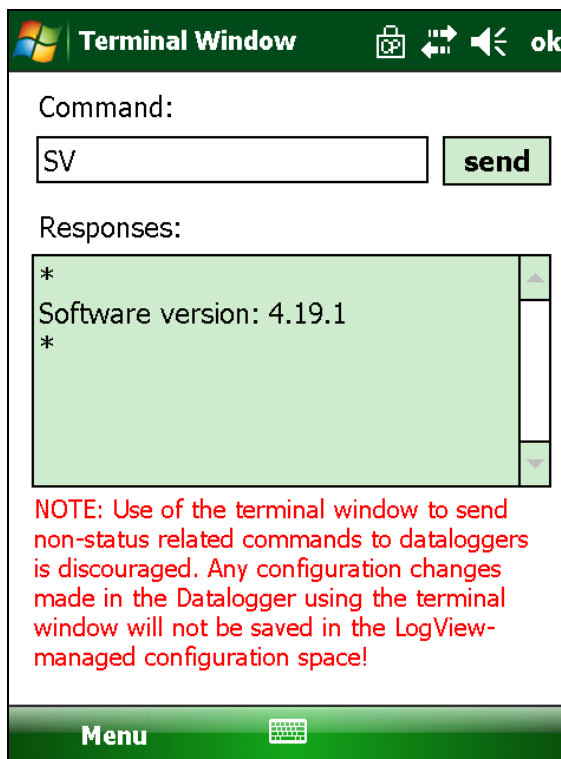 Terminal Window
CP
ok
Command:
SV
send
Responses:
*
Software version: 4.19.1
*
NOTE: Use of the terminal window to send
non-status related commands to dataloggers
is discouraged. Any configuration changes
made in the Datalogger using the terminal
window will not be saved in the LogView-
managed configuration space!
Menu